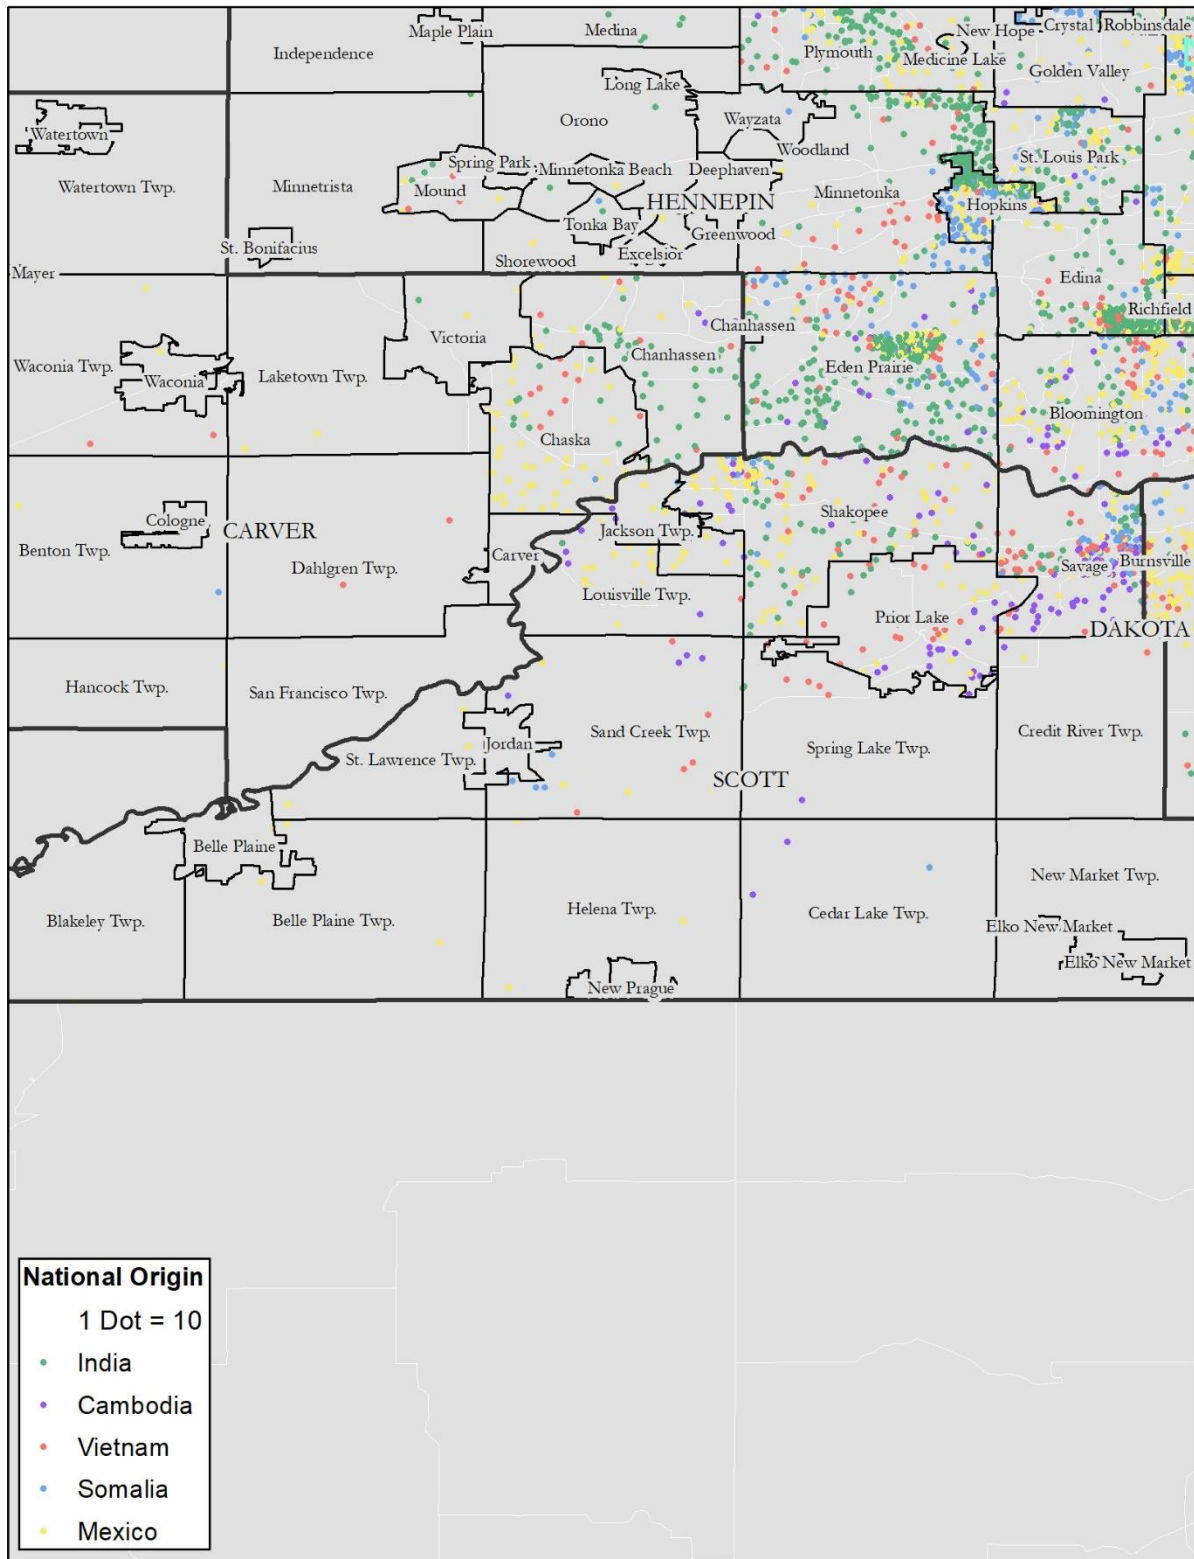 Maple Plain
Medina
New Hope
Crystal
Robbinsdale
Independence
Plymouth
Medicine Lake
Golden Valley
Long Lake
Watertown
Orono
Wayzata
Woodland
St. Louis Park
Spring Park
Minnetonka Beach
Deephaven
Watertown Twp.
Minnetrista
Mound
Minnetonka
HENNEPIN
Hopkins
Tonka Bay
Greenwood
St. Bonifacius
Excelsior
Shorewood
Edina
Mayer
Richfield
Chanhassen
Victoria
Chanhassen
Waconia Twp.
Waconia
Laketown Twp.
Eden Prairie
Bloomington
Chaska
Shakopee
Cologne
CARVER
Jackson Twp.
Benton Twp.
Carver
Savage
Burnsville
Dahlgren Twp.
Louisville Twp.
Prior Lake
DAKOTA
Hancock Twp.
San Francisco Twp.
Sand Creek Twp.
Credit River Twp.
Jordan
Spring Lake Twp.
St. Lawrence Twp.
SCOTT
Belle Plaine
New Market Twp.
Blakeley Twp.
Belle Plaine Twp.
Helena Twp.
Cedar Lake Twp.
Elko New Market
Elko New Market
New Prague
National Origin
1 Dot = 10
India
Cambodia
Vietnam
Somalia
Mexico